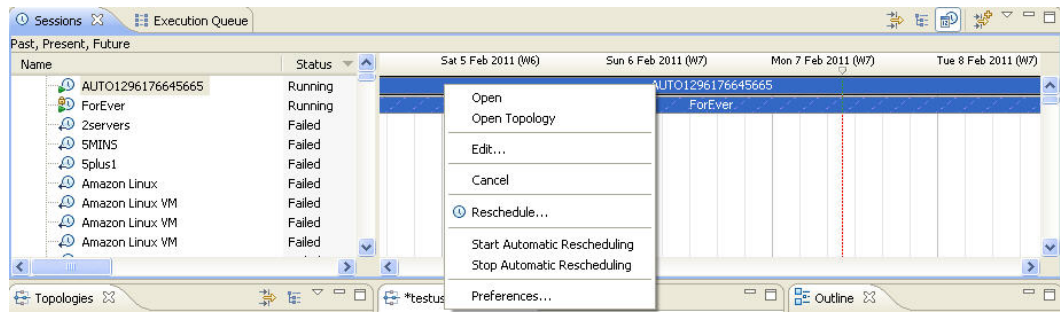 Sessions Execution Queue
Past, Present, Future
Name Status Sat 5 Feb 2011 (W6) Sun 6 Feb 2011 (W7) Mon 7 Feb 2011 (W7) Tue 8 Feb 2011 (W7)
AUTO1296176645665 Running AUTO1296176645665
ForEver Running ForEver
2servers Failed
5MINS Failed
5plus1 Failed
Amazon Linux Failed
Amazon Linux VM Failed
Amazon Linux VM Failed
Amazon Linux VM Failed
Open
Open Topology
Edit...
Cancel
Reschedule...
Start Automatic Rescheduling
Stop Automatic Rescheduling
Preferences...
Topologies *testus Outline